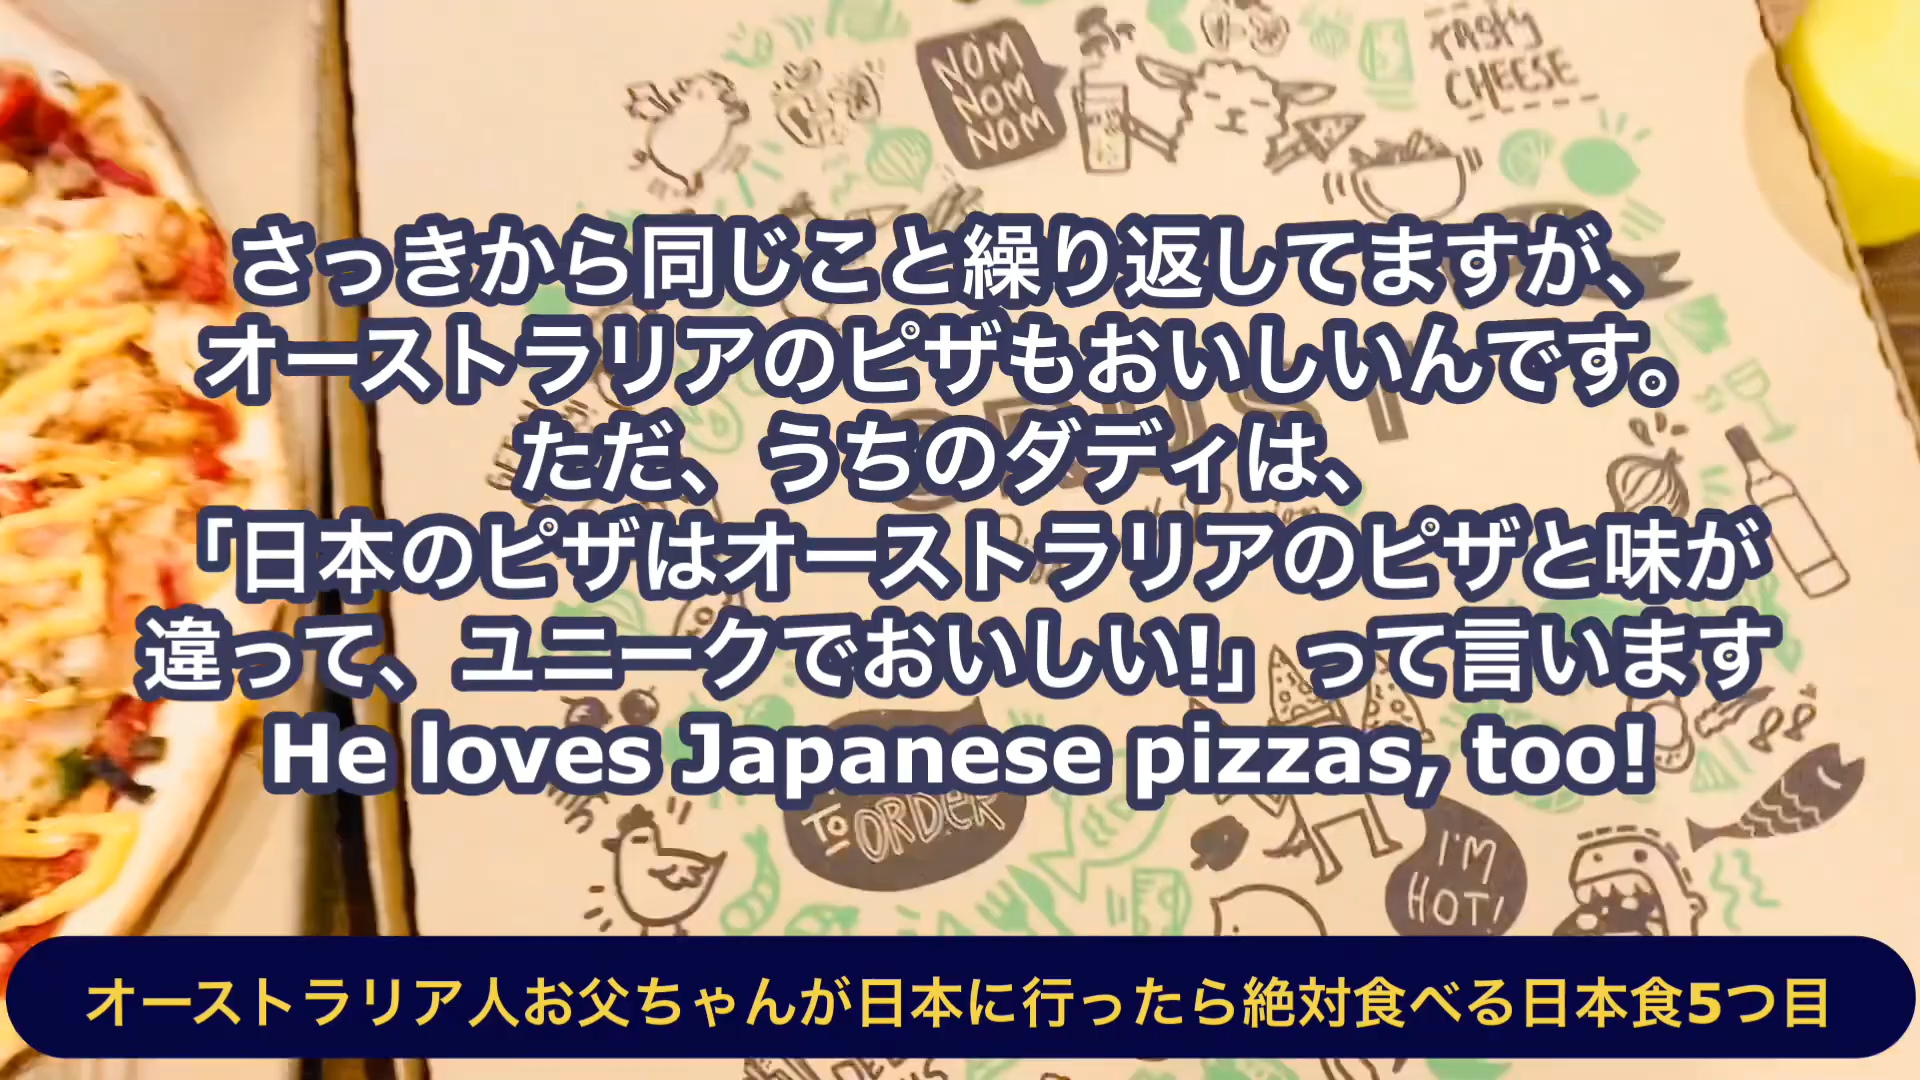 NOM
NOM
NOM
TASTY
CHEESE
さっきから同じこと繰り返してますが、
オーストラリアのピザもおいしいんです。
ただ、うちのダディは、
「日本のピザはオーストラリアのピザと味が
違って、ユニークでおいしい!」って言います
He loves Japanese pizzas, too!
TO ORDER
I'M
HOT!
オーストラリア人お父ちゃんが日本に行ったら絶対食べる日本食5つ目